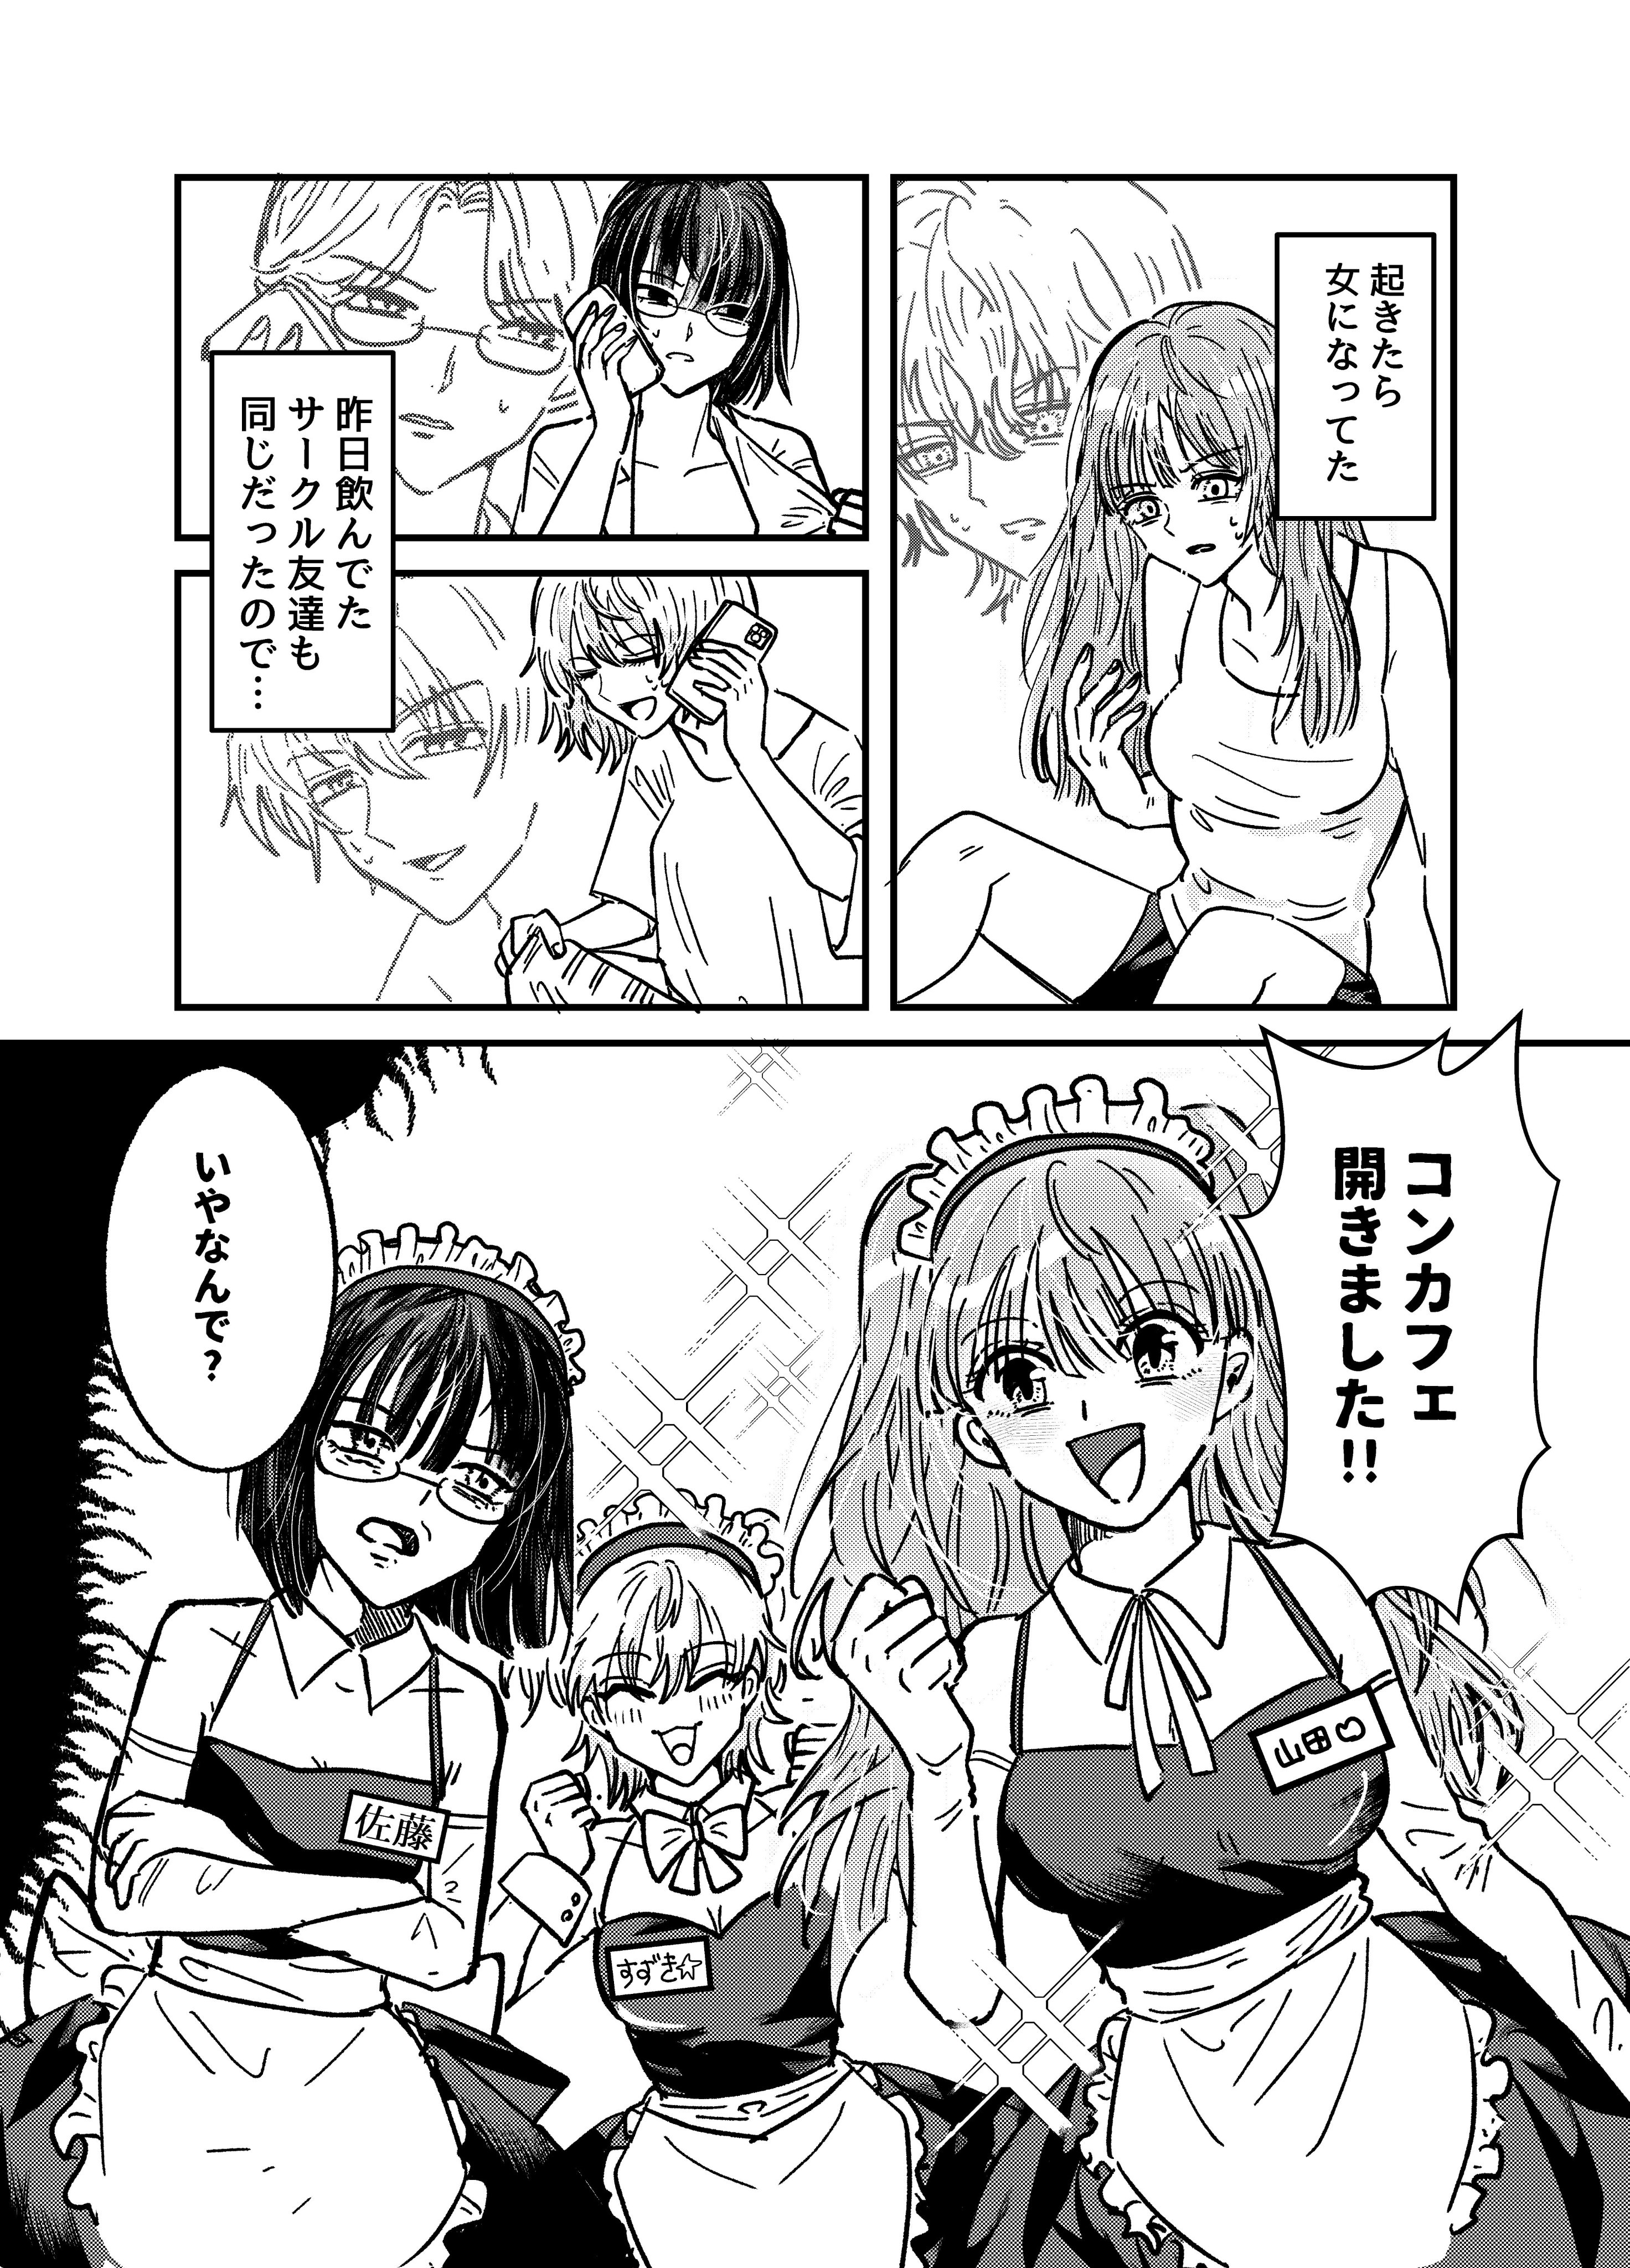 起きたら
女になってた
昨日飲んでた
サークル友達も
同じだったので…
コンカフェ
開きました!!
いやなんで?
山田
すずき☆
佐藤